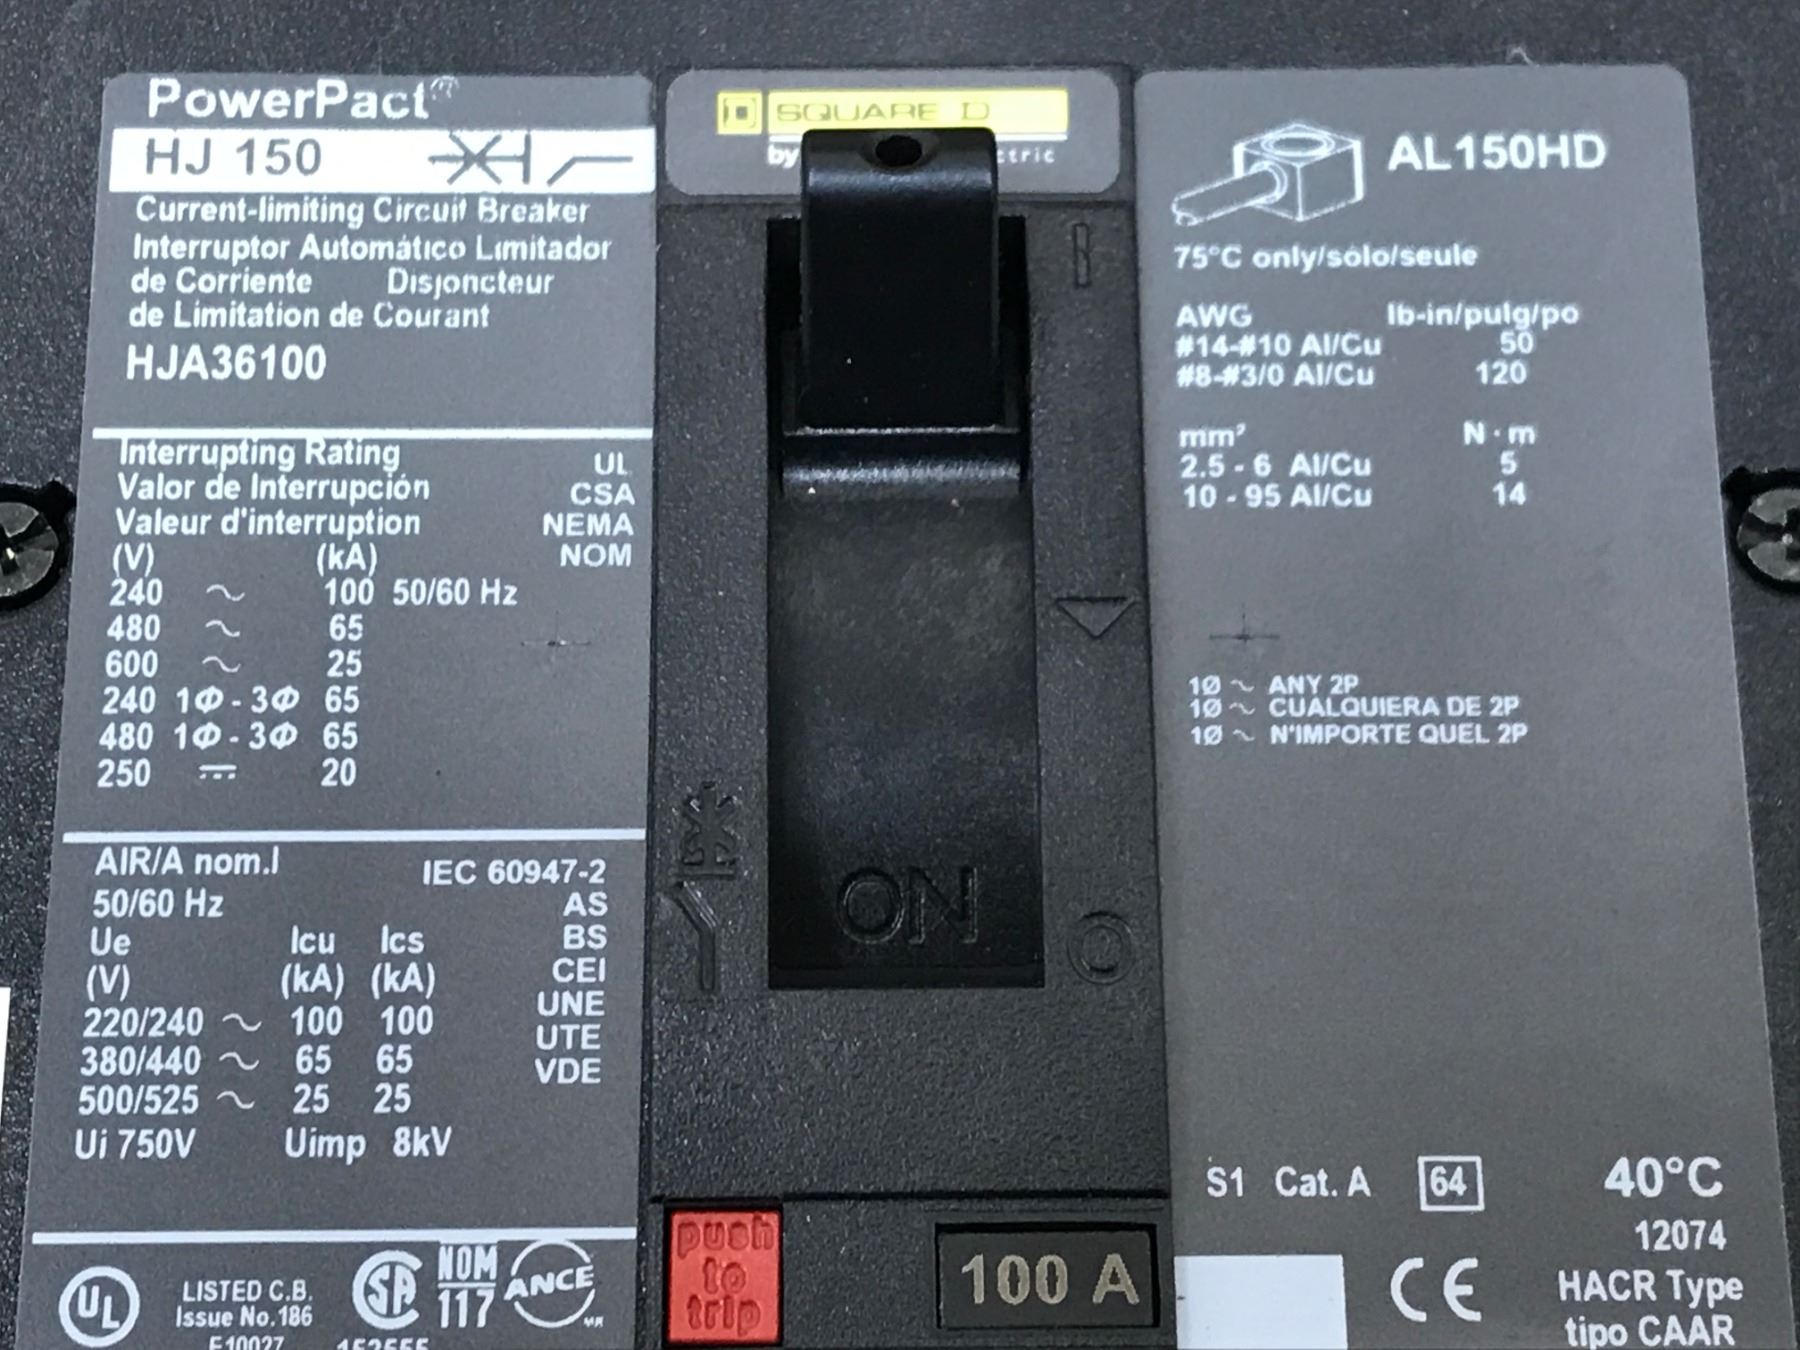 PowerPact®
HJ 150
Current-limiting Circuit Breaker
Interruptor Automático Limitador
de Corriente Disjoncteur
de Limitation de Courant
HJA36100
Interrupting Rating UL
Valor de Interrupción CSA
Valeur d'interruption NEMA
(V) (kA) NOM
240 ~ 100 50/60 Hz
480 ~ 65
600 ~ 25
240 1Φ - 3Φ 65
480 1Φ - 3Φ 65
250 ⎓ 20
AIR/A nom.I IEC 60947-2
50/60 Hz AS
Ue Icu Ics BS
(V) (kA) (kA) CEI
220/240 ~ 100 100 UNE
380/440 ~ 65 65 UTE
500/525 ~ 25 25 VDE
Ui 750V Uimp 8kV
UL
LISTED C.B.
Issue No.186
E10027
SA
152555
NOM
117
ANCE
SQUARE D
by
I
ON
O
push
to
trip
100 A
AL150HD
75°C only/sólo/seule
AWG lb-in/pulg/po
#14-#10 Al/Cu 50
#8-#3/0 Al/Cu 120
mm² N·m
2.5 - 6 Al/Cu 5
10 - 95 Al/Cu 14
1Ø ~ ANY 2P
1Ø ~ CUALQUIERA DE 2P
1Ø ~ N'IMPORTE QUEL 2P
S1 Cat. A 64 40°C
12074
CE HACR Type
tipo CAAR